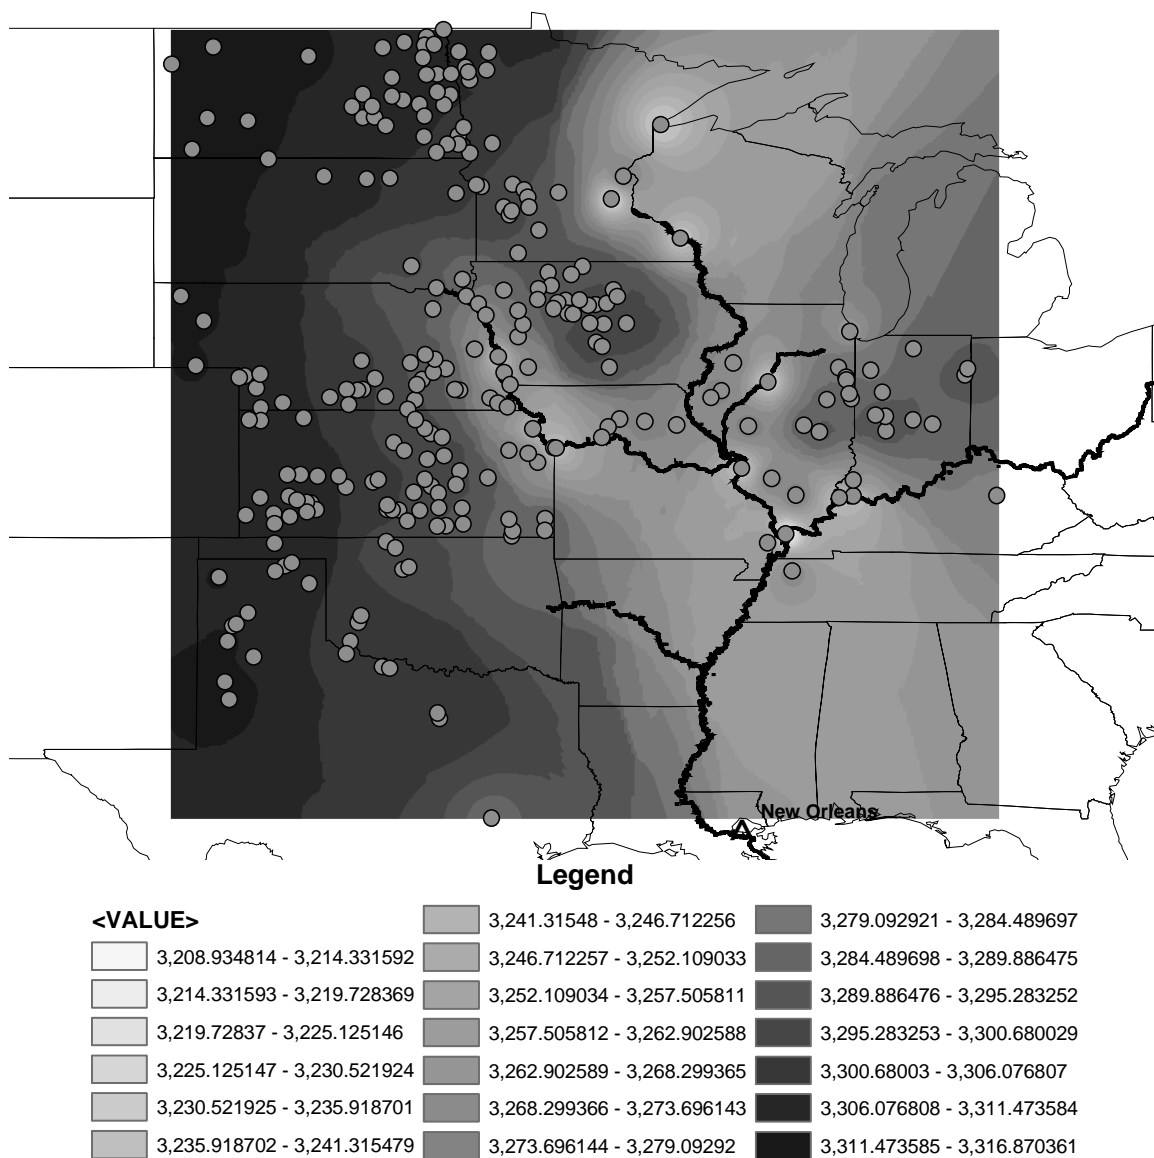 New Orleans
Legend
<VALUE>
3,208.934814 - 3,214.331592
3,214.331593 - 3,219.728369
3,219.72837 - 3,225.125146
3,225.125147 - 3,230.521924
3,230.521925 - 3,235.918701
3,235.918702 - 3,241.315479
3,241.31548 - 3,246.712256
3,246.712257 - 3,252.109033
3,252.109034 - 3,257.505811
3,257.505812 - 3,262.902588
3,262.902589 - 3,268.299365
3,268.299366 - 3,273.696143
3,273.696144 - 3,279.09292
3,279.092921 - 3,284.489697
3,284.489698 - 3,289.886475
3,289.886476 - 3,295.283252
3,295.283253 - 3,300.680029
3,300.68003 - 3,306.076807
3,306.076808 - 3,311.473584
3,311.473585 - 3,316.870361